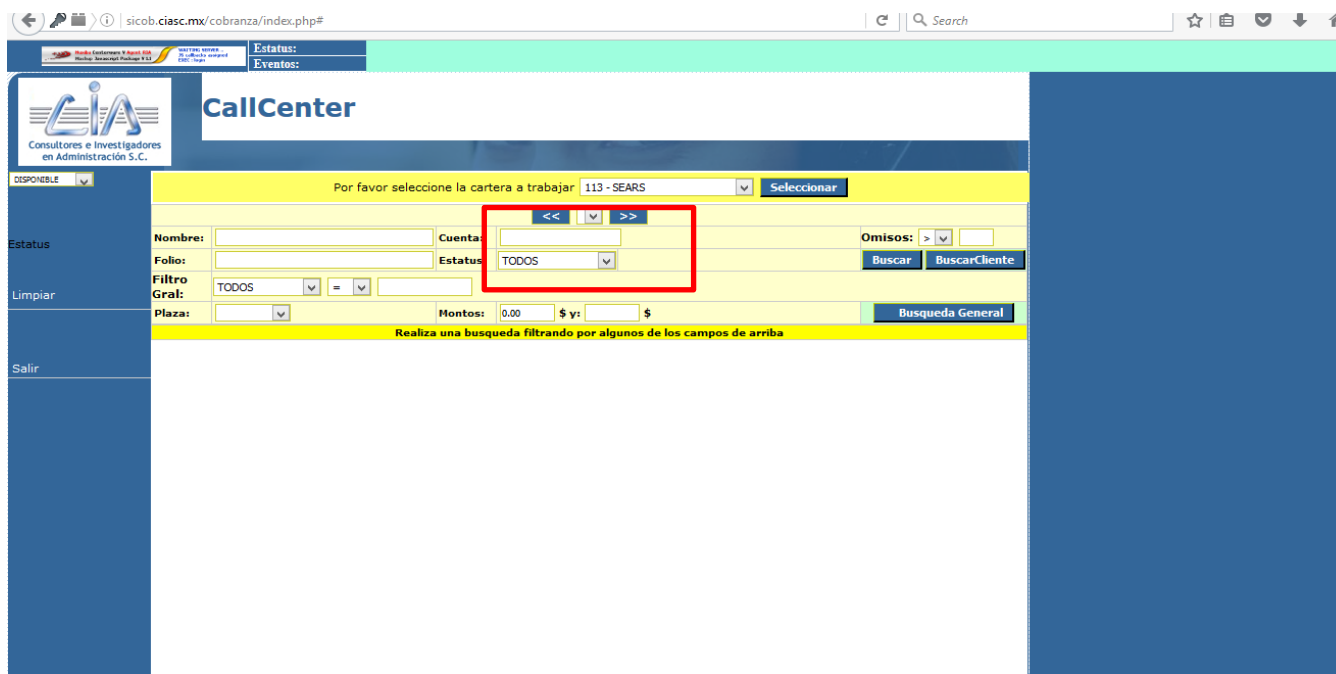 sicob.ciasc.mx/cobranza/index.php#
Search
Estatus:
Eventos:
CIA
Consultores e Investigadores
en Administración S.C.
CallCenter
DISPONIBLE
Por favor seleccione la cartera a trabajar 113 - SEARS Seleccionar
<< >>
Estatus
Nombre: Cuenta: Omisos: >
Folio: Estatus TODOS Buscar BuscarCliente
Limpiar
Filtro
Gral: TODOS =
Plaza: Montos: 0.00 $ y: $ Busqueda General
Realiza una busqueda filtrando por algunos de los campos de arriba
Salir